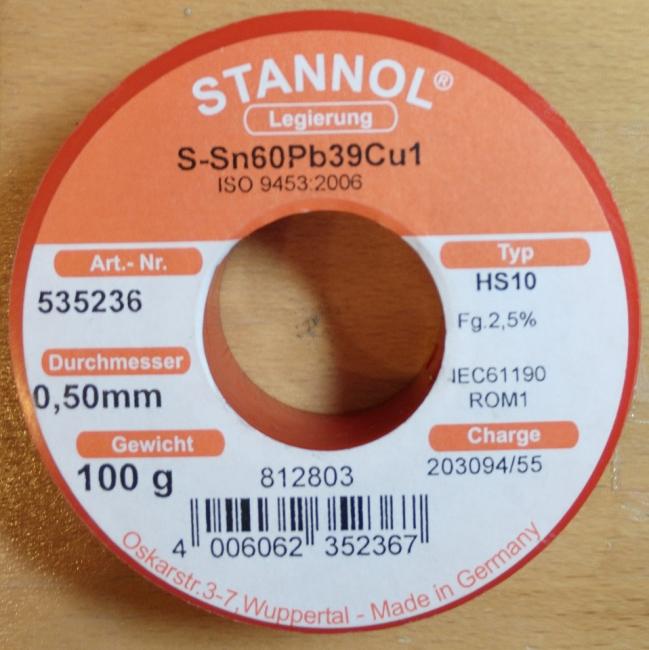 STANNOL®
Legierung
S-Sn60Pb39Cu1
ISO 9453:2006
Art.- Nr.
535236
Durchmesser
0,50mm
Gewicht
100 g
Typ
HS10
Fg.2,5%
IEC61190
ROM1
Charge
203094/55
812803
4 006062 352367
Oskarstr.3-7, Wuppertal - Made in Germany